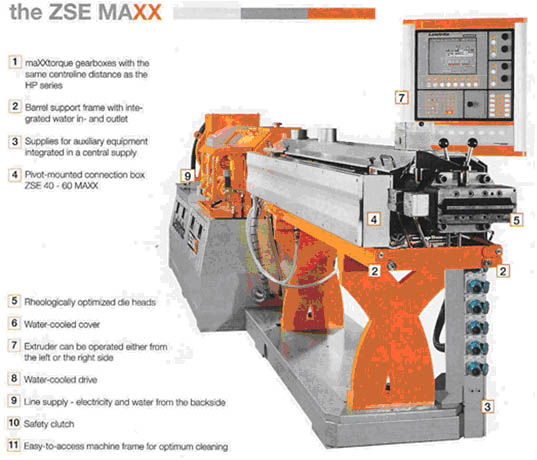 the ZSE MAXX
1 maXXtorque gearboxes with the
same centreline distance as the
HP series
2 Barrel support frame with inte-
grated water in- and outlet
3 Supplies for auxiliary equipment
integrated in a central supply
4 Pivot-mounted connection box
ZSE 40 - 60 MAXX
7
9
4
5
2
2
3
5 Rheologically optimized die heads
6 Water-cooled cover
7 Extruder can be operated either from
the left or the right side
8 Water-cooled drive
9 Line supply - electricity and water from the backside
10 Safety clutch
11 Easy-to-access machine frame for optimum cleaning